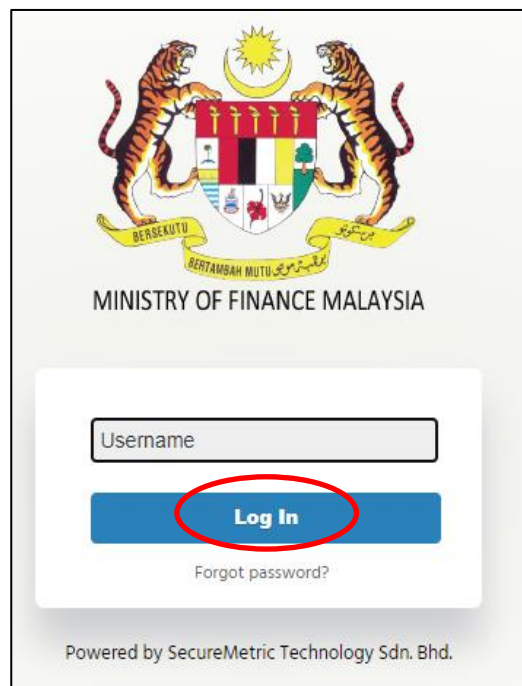 BERSEKUTU
BERTAMBAH MUTU
MINISTRY OF FINANCE MALAYSIA
Username
Log In
Forgot password?
Powered by SecureMetric Technology Sdn. Bhd.